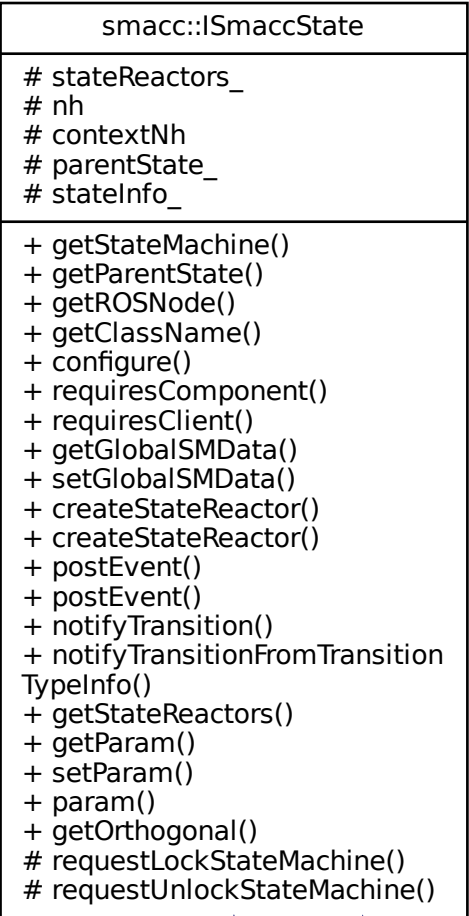 smacc::ISmaccState
# stateReactors_
# nh
# contextNh
# parentState_
# stateInfo_
+ getStateMachine()
+ getParentState()
+ getROSNode()
+ getClassName()
+ configure()
+ requiresComponent()
+ requiresClient()
+ getGlobalSMData()
+ setGlobalSMData()
+ createStateReactor()
+ createStateReactor()
+ postEvent()
+ postEvent()
+ notifyTransition()
+ notifyTransitionFromTransition
TypeInfo()
+ getStateReactors()
+ getParam()
+ setParam()
+ param()
+ getOrthogonal()
# requestLockStateMachine()
# requestUnlockStateMachine()